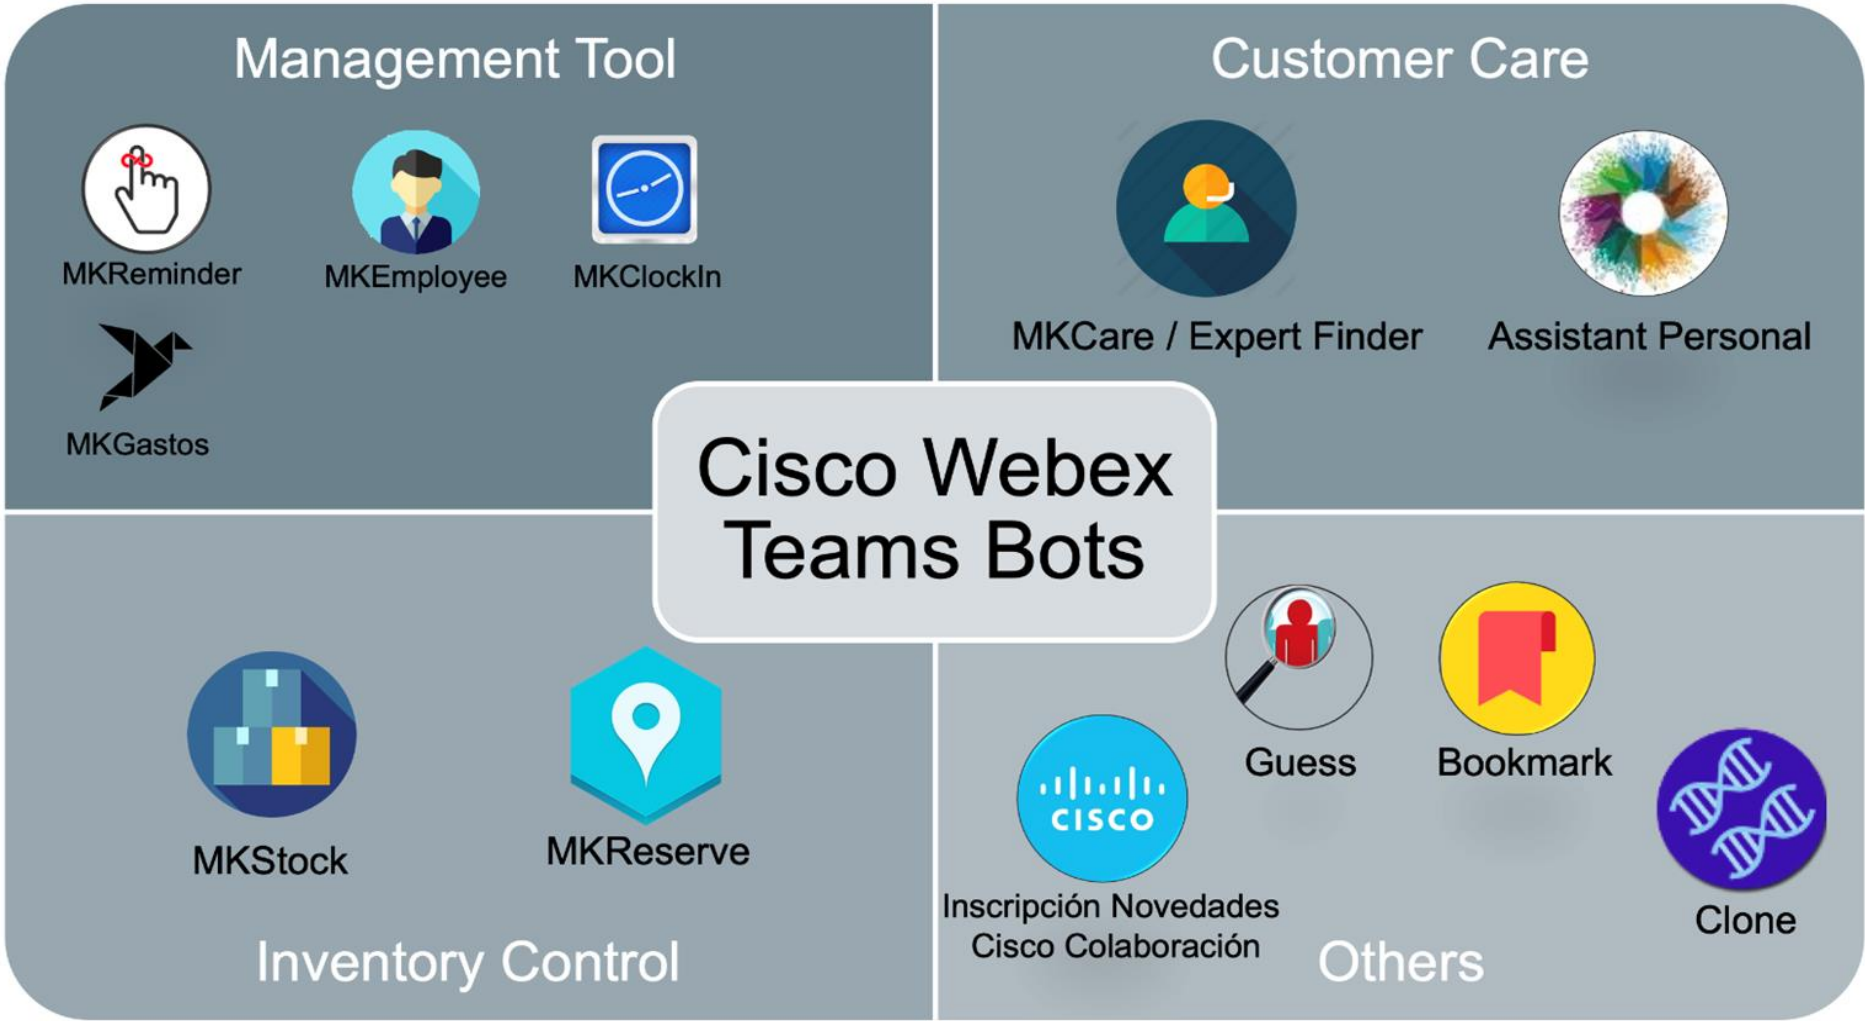 Management Tool
MKReminder
MKEmployee
MKClockIn
MKGastos
Customer Care
MKCare / Expert Finder
Assistant Personal
Cisco Webex
Teams Bots
MKStock
MKReserve
Inventory Control
Guess
Bookmark
CISCO
Inscripción Novedades
Cisco Colaboración
Clone
Others